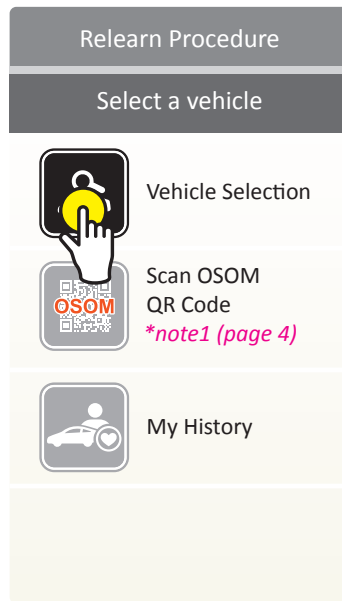 Relearn Procedure
Select a vehicle
Vehicle Selection
Scan OSOM
QR Code
*note1 (page 4)
OSOM
My History